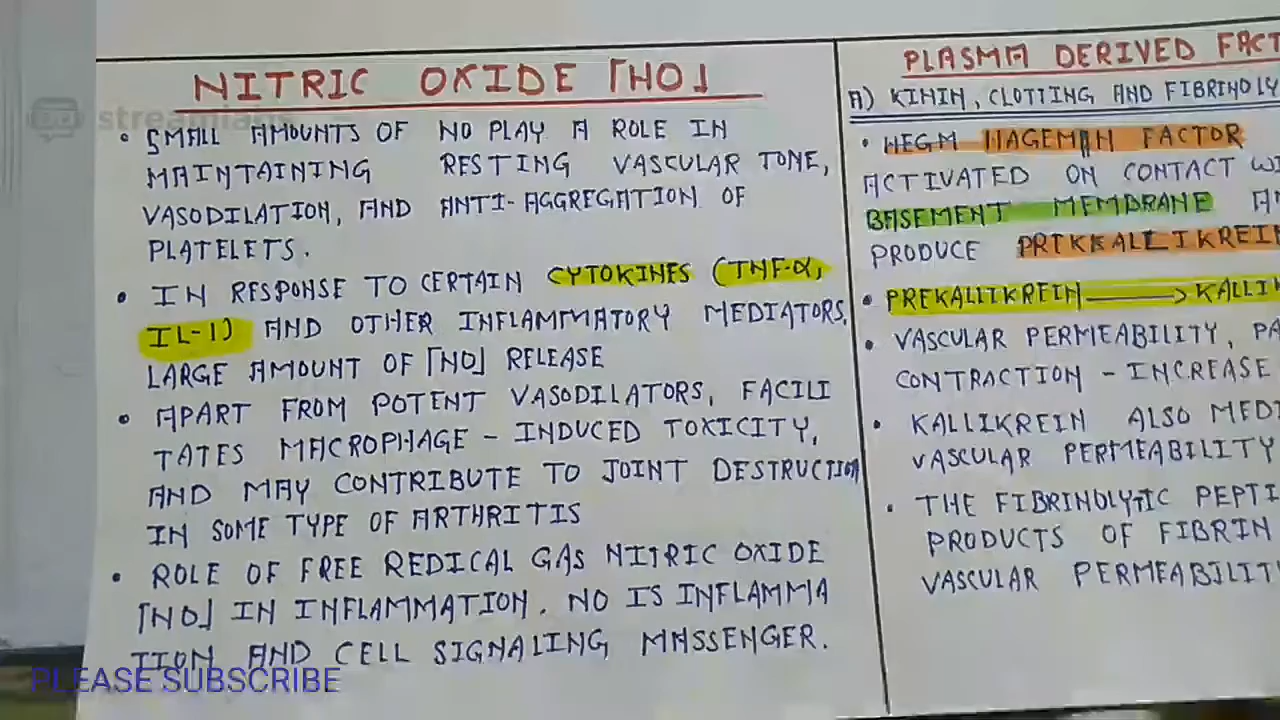 streamlabs
NITRIC OXIDE [NO]
• SMALL AMOUNTS OF NO PLAY A ROLE IN
MAINTAINING RESTING VASCULAR TONE,
VASODILATION, AND ANTI-AGGREGATION OF
PLATELETS.
• IN RESPONSE TO CERTAIN CYTOKINES (TNF-α,
IL-1) AND OTHER INFLAMMATORY MEDIATORS,
LARGE AMOUNT OF [NO] RELEASE
• APART FROM POTENT VASODILATORS, FACILI
TATES MACROPHAGE - INDUCED TOXICITY,
AND MAY CONTRIBUTE TO JOINT DESTRUCTION
IN SOME TYPE OF ARTHRITIS
• ROLE OF FREE REDICAL GAS NITRIC OXIDE
[NO] IN INFLAMMATION. NO IS INFLAMMA
TION AND CELL SIGNALING MASSENGER.
PLASMA DERIVED FACT
A) KININ, CLOTTING AND FIBRINOLY
• HEGM HAGEMAN FACTOR
ACTIVATED ON CONTACT WI
BASEMENT MEMBRANE A
PRODUCE
• PREKALLIKREIN → KALLIK
• VASCULAR PERMEABILITY, PA
CONTRACTION - INCREASE
• KALLIKREIN ALSO MEDI
VASCULAR PERMEABILITY
• THE FIBRINOLYTIC PEPTI
PRODUCTS OF FIBRIN
VASCULAR PERMEABILIT
PLEASE SUBSCRIBE